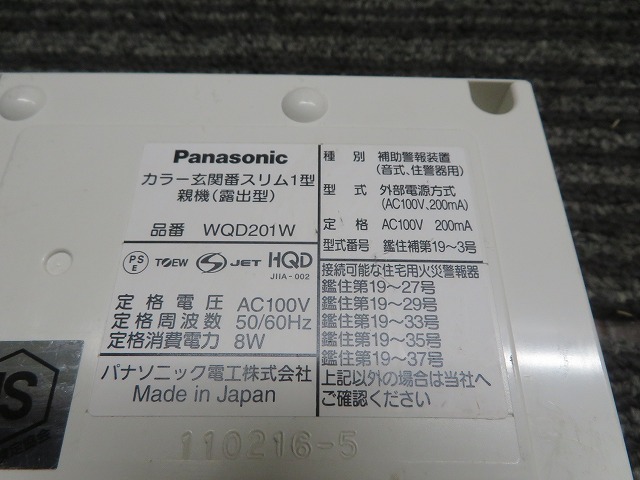 Panasonic
カラー玄関番スリム1型
親機(露出型)
品番 WQD201W
PS
E
TOEW
S JET
HQD
JIIA-002
定格電圧 AC100V
定格周波数 50/60Hz
定格消費電力 8W
パナソニック電工株式会社
Made in Japan
種別 補助警報装置
(音式、住警器用)
型式 外部電源方式
(AC100V、200mA)
定格 AC100V 200mA
型式番号 鑑住補第19～3号
接続可能な住宅用火災警報器
鑑住第19～27号
鑑住第19～29号
鑑住第19～33号
鑑住第19～35号
鑑住第19～37号
上記以外の場合は当社へ
ご確認ください
110216-5